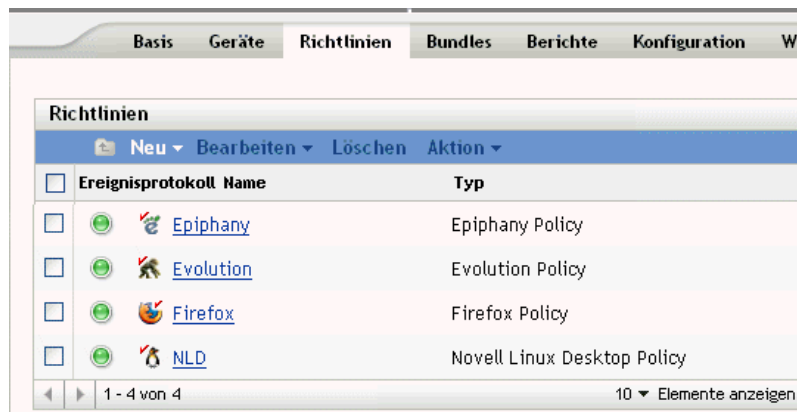 Basis Geräte Richtlinien Bundles Berichte Konfiguration W
Richtlinien
Neu Bearbeiten Löschen Aktion
Ereignisprotokoll Name Typ
Epiphany Epiphany Policy
Evolution Evolution Policy
Firefox Firefox Policy
NLD Novell Linux Desktop Policy
1 - 4 von 4 10 Elemente anzeigen